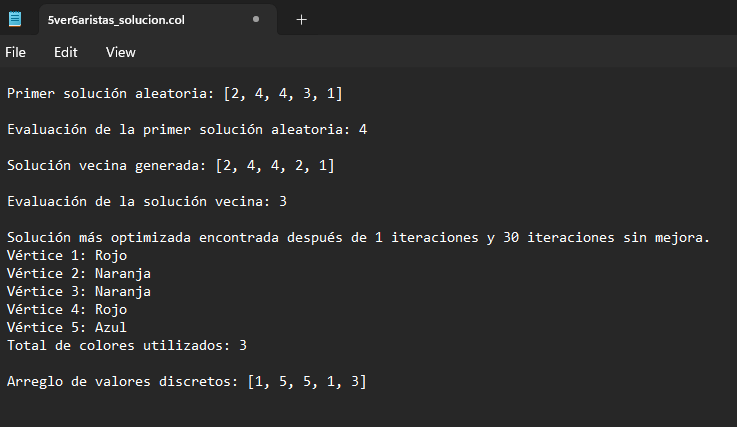 5ver6aristas_solucion.col
File Edit View
Primer solución aleatoria: [2, 4, 4, 3, 1]
Evaluación de la primer solución aleatoria: 4
Solución vecina generada: [2, 4, 4, 2, 1]
Evaluación de la solución vecina: 3
Solución más optimizada encontrada después de 1 iteraciones y 30 iteraciones sin mejora.
Vértice 1: Rojo
Vértice 2: Naranja
Vértice 3: Naranja
Vértice 4: Rojo
Vértice 5: Azul
Total de colores utilizados: 3
Arreglo de valores discretos: [1, 5, 5, 1, 3]